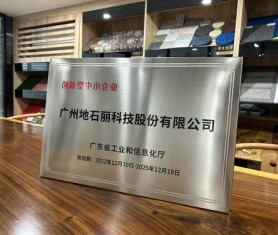 创新型中小企业
广州地石丽科技股份有限公司
广东省工业和信息化厅
有效期：2022年12月20日-2025年12月19日